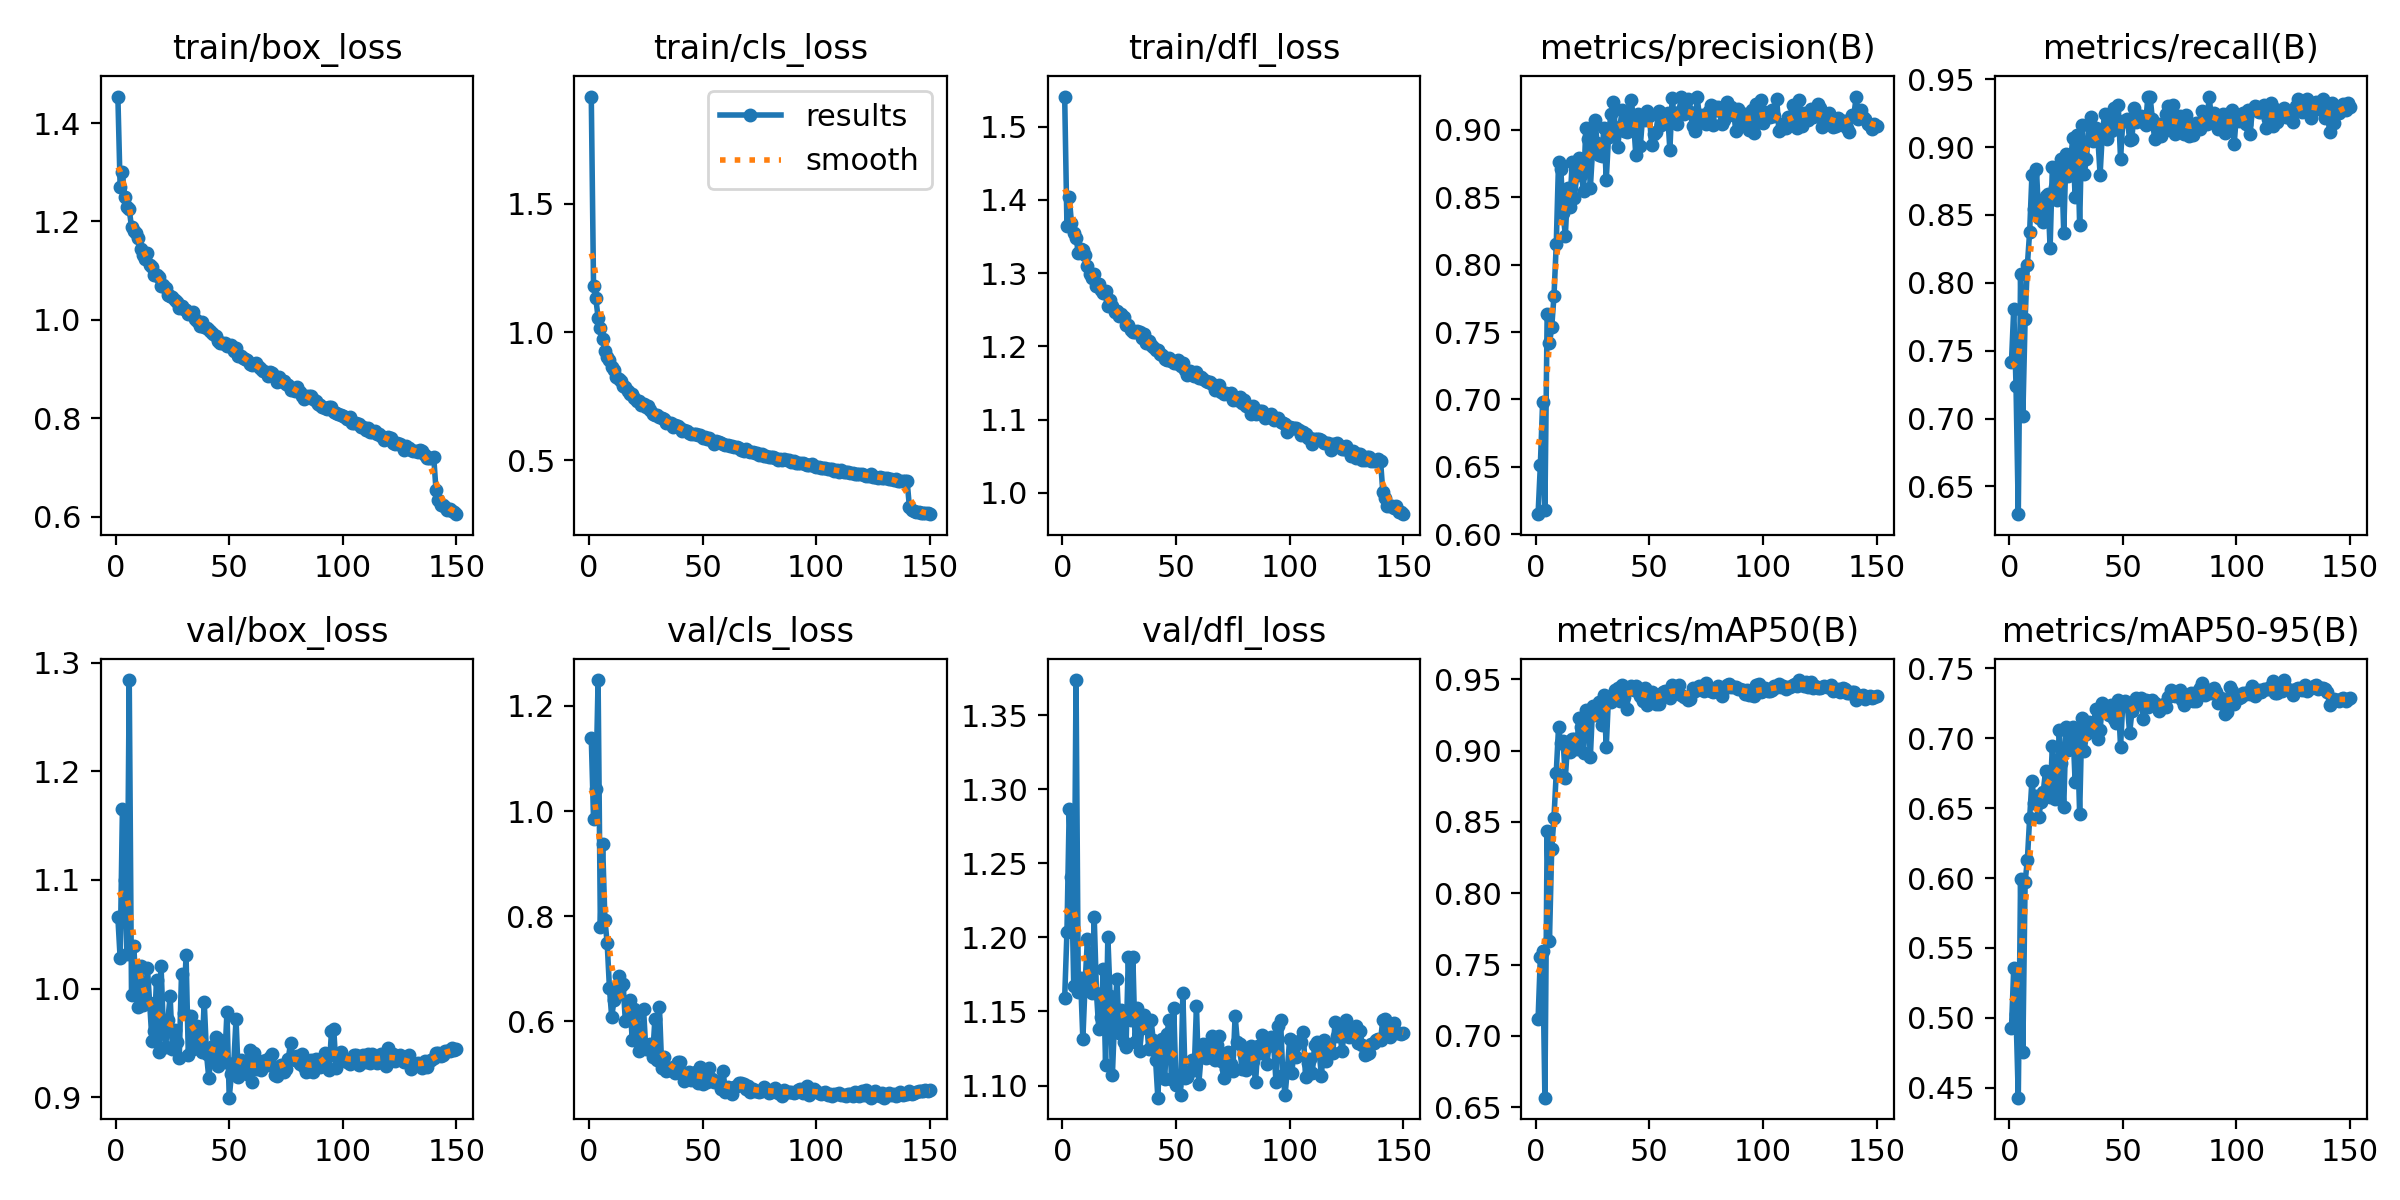 train/box_loss
1.4
1.2
1.0
0.8
0.6
0 50 100 150
train/cls_loss
results
smooth
1.5
1.0
0.5
0 50 100 150
train/dfl_loss
1.5
1.4
1.3
1.2
1.1
1.0
0 50 100 150
metrics/precision(B)
0.90
0.85
0.80
0.75
0.70
0.65
0.60
0 50 100 150
metrics/recall(B)
0.95
0.90
0.85
0.80
0.75
0.70
0.65
0 50 100 150
val/box_loss
1.3
1.2
1.1
1.0
0.9
0 50 100 150
val/cls_loss
1.2
1.0
0.8
0.6
0 50 100 150
val/dfl_loss
1.35
1.30
1.25
1.20
1.15
1.10
0 50 100 150
metrics/mAP50(B)
0.95
0.90
0.85
0.80
0.75
0.70
0.65
0 50 100 150
metrics/mAP50-95(B)
0.75
0.70
0.65
0.60
0.55
0.50
0.45
0 50 100 150